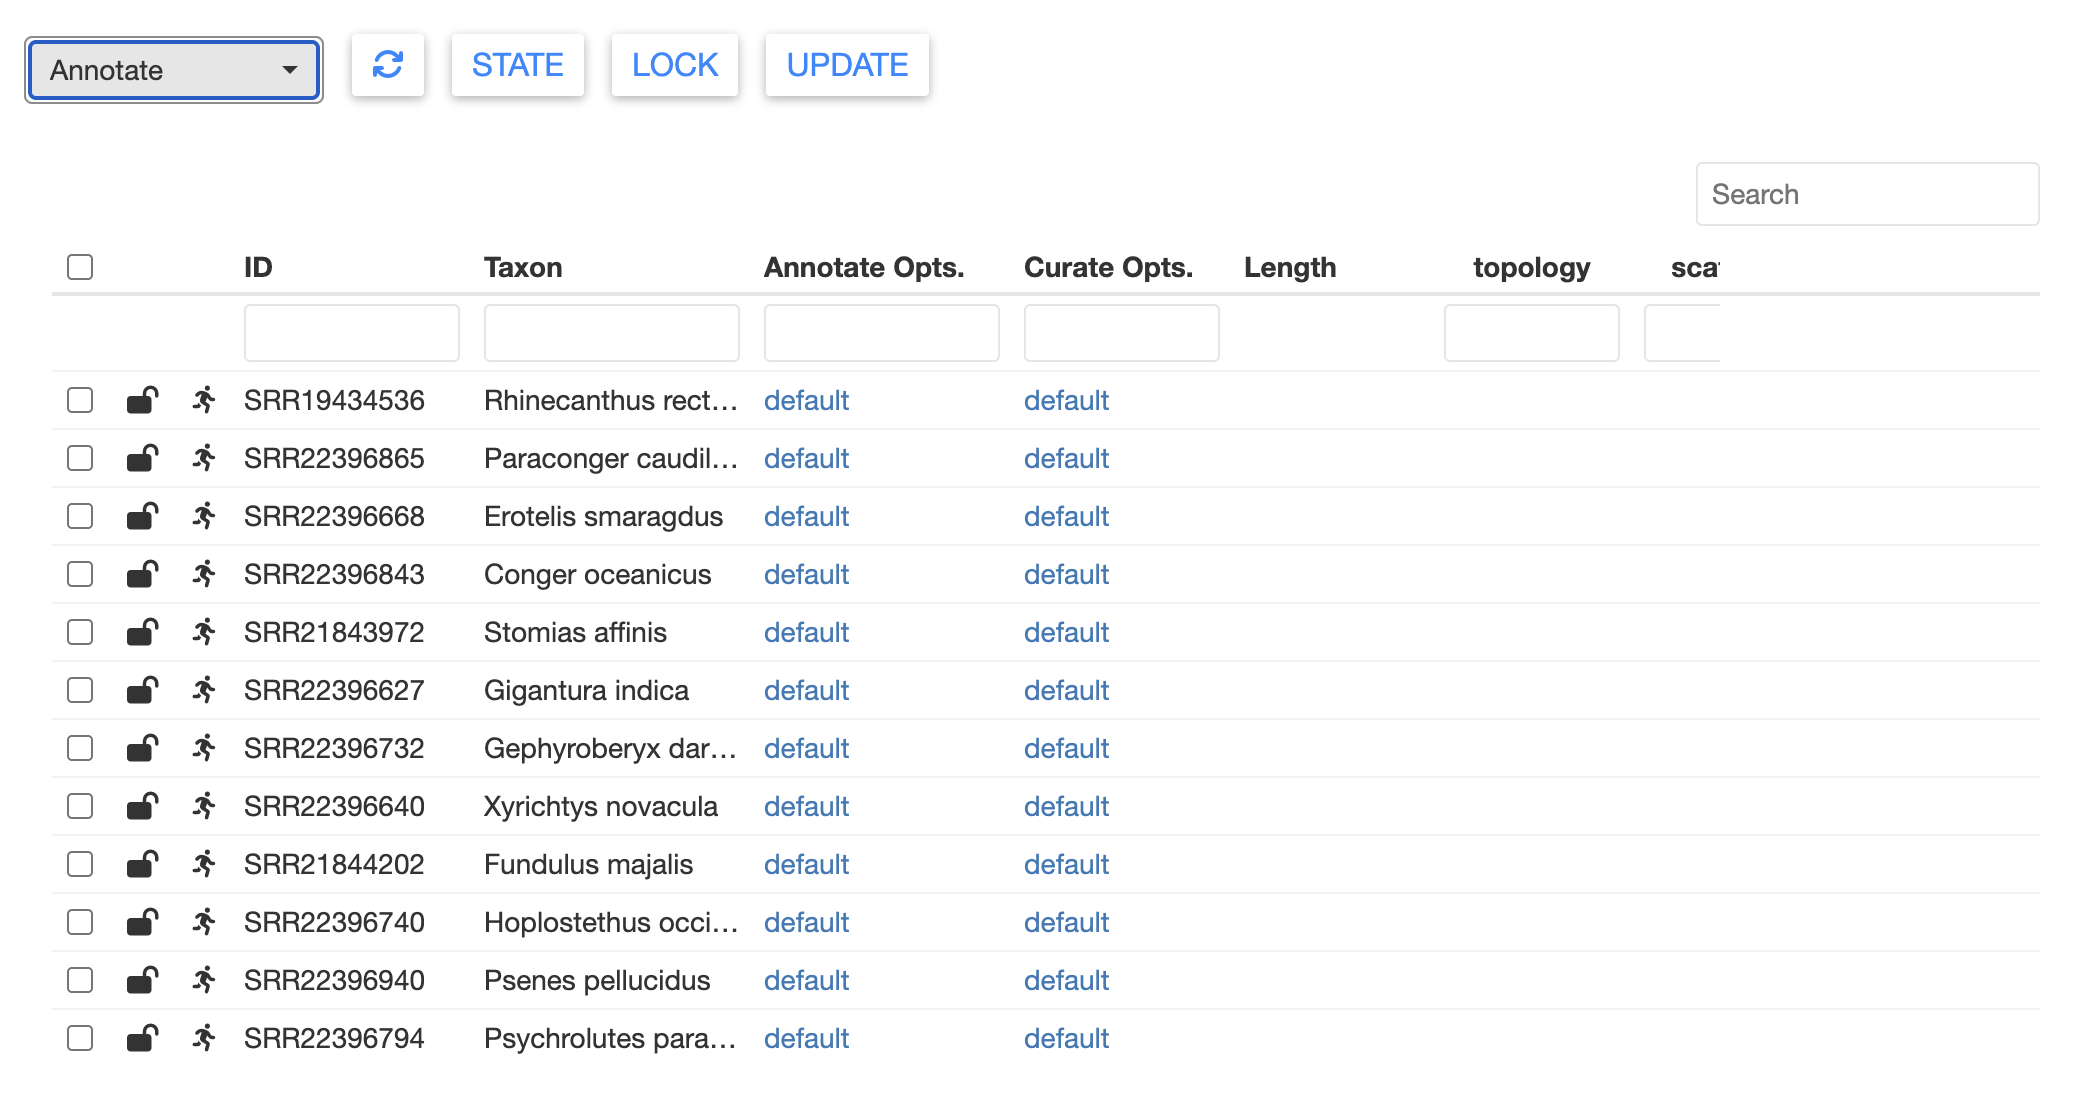 Annotate STATE LOCK UPDATE
Search
ID Taxon Annotate Opts. Curate Opts. Length topology
SRR19434536 Rhinecanthus rect… default default
SRR22396865 Paraconger caudil… default default
SRR22396668 Erotelis smaragdus default default
SRR22396843 Conger oceanicus default default
SRR21843972 Stomias affinis default default
SRR22396627 Gigantura indica default default
SRR22396732 Gephyroberyx dar… default default
SRR22396640 Xyrichtys novacula default default
SRR21844202 Fundulus majalis default default
SRR22396740 Hoplostethus occi… default default
SRR22396940 Psenes pellucidus default default
SRR22396794 Psychrolutes para… default default